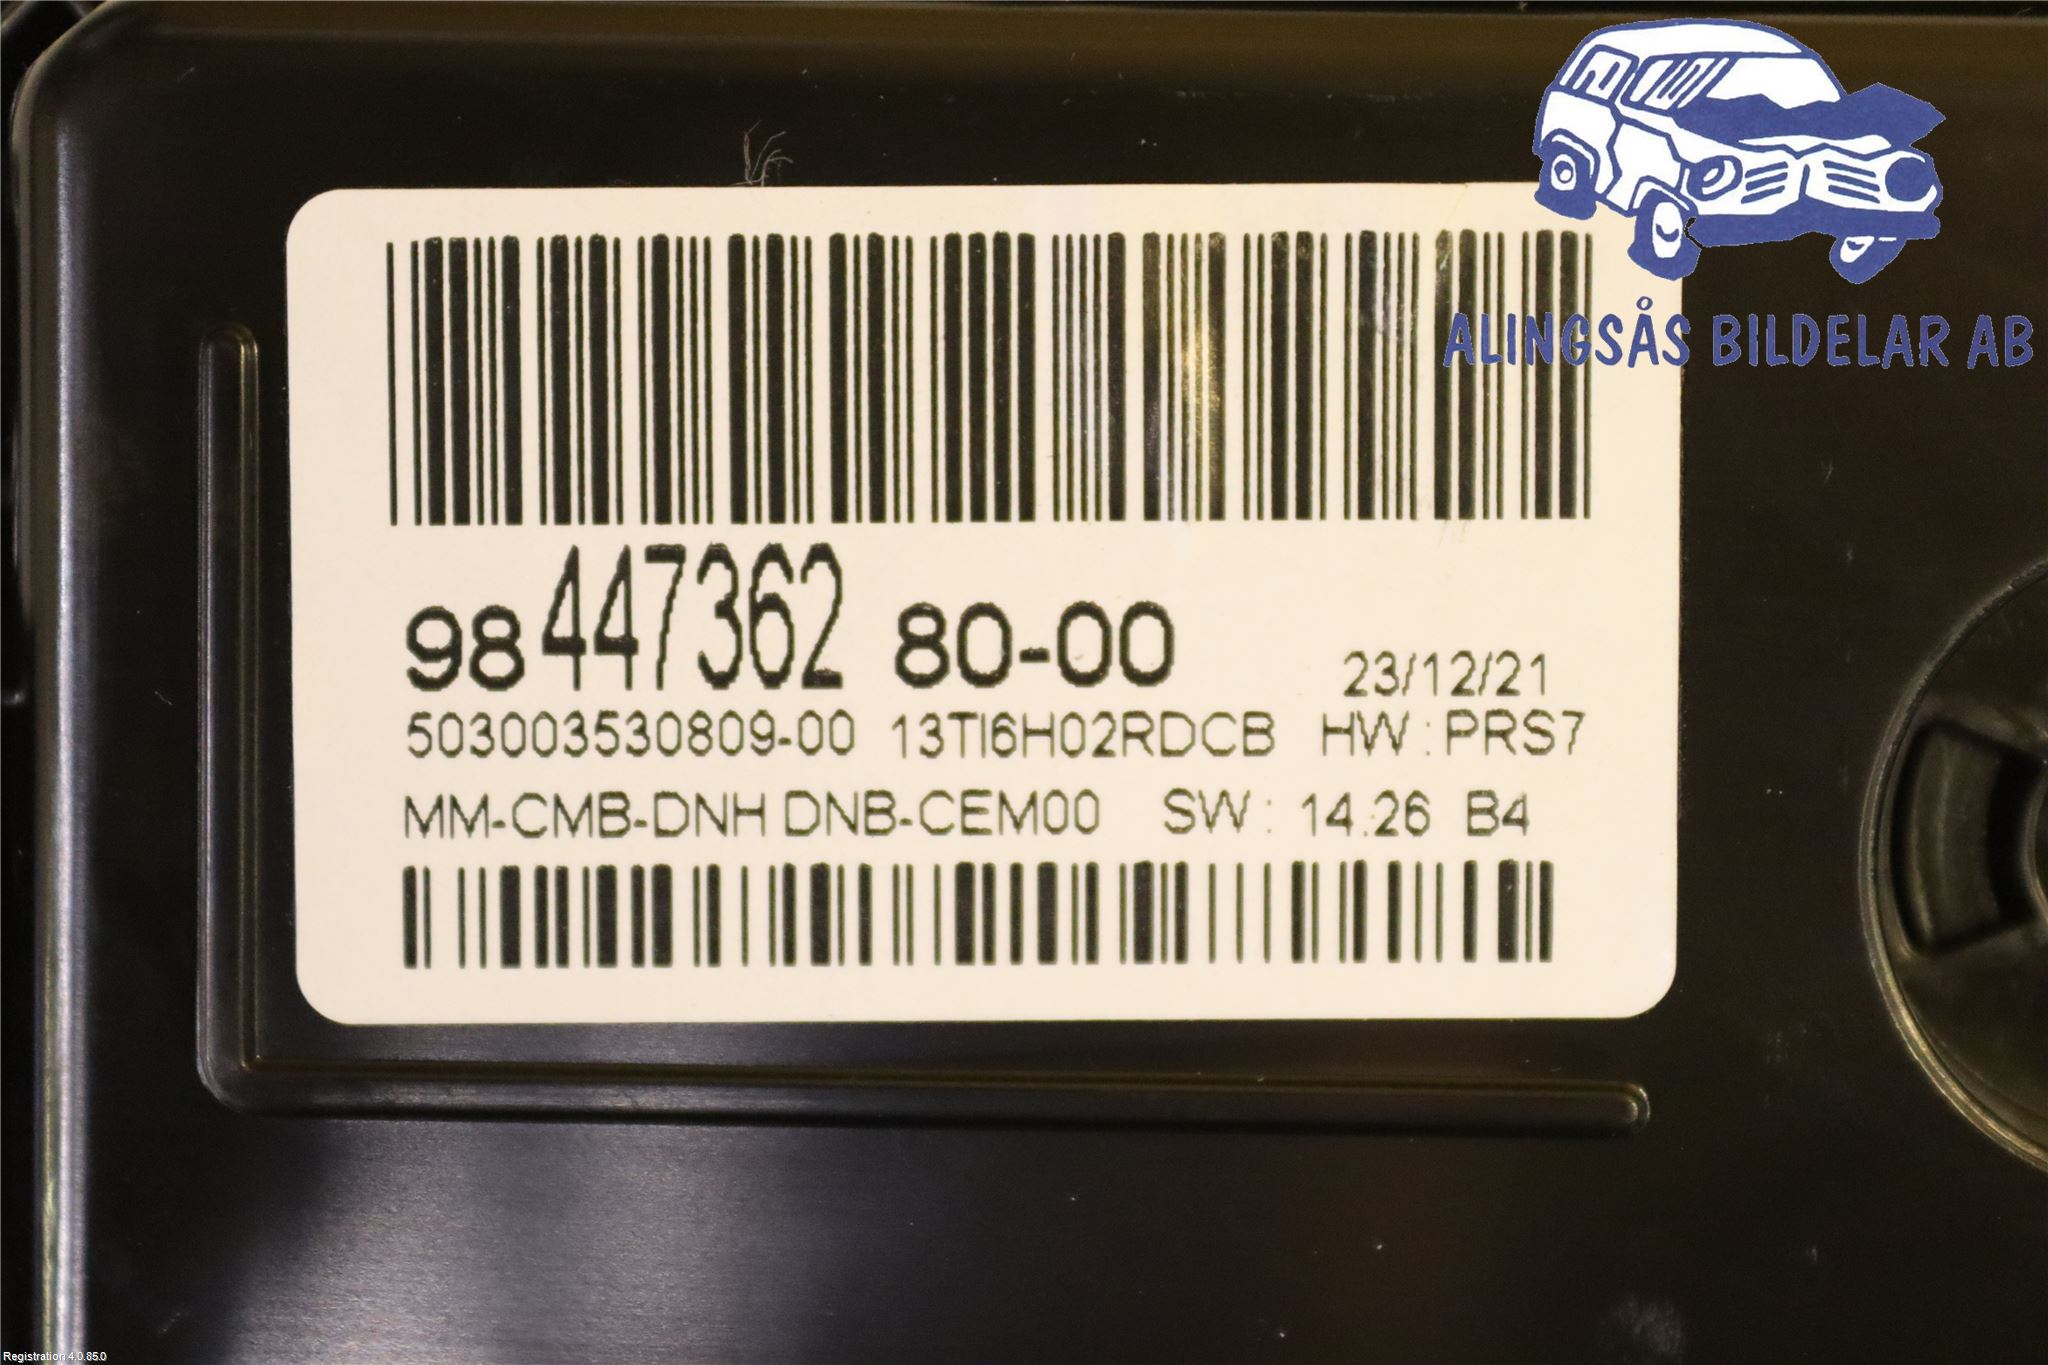 ALINGSÅS BILDELAR AB
98 447362 80-00 23/12/21
503003530809-00 13TI6H02RDCB HW:PRS7
MM-CMB-DNH DNB-CEM00 SW: 14.26 B4
Registration 4.0.85.0